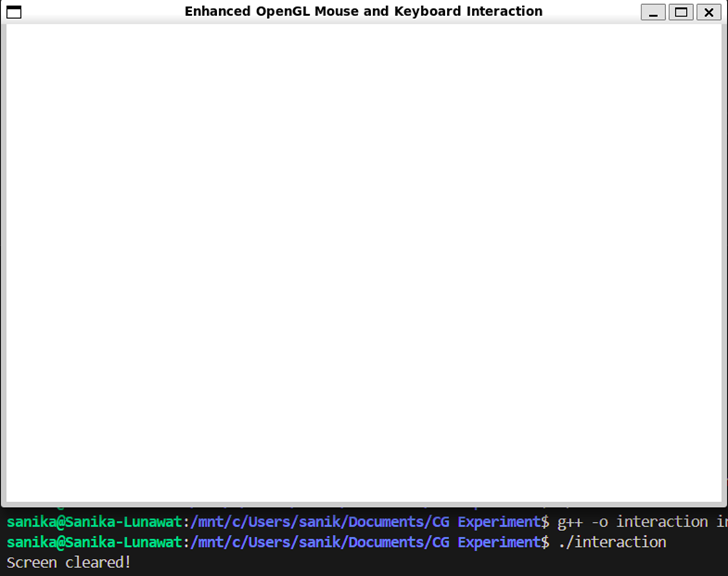 Enhanced OpenGL Mouse and Keyboard Interaction
sanika@Sanika-Lunawat:/mnt/c/Users/sanik/Documents/CG Experiment$ g++ -o interaction
sanika@Sanika-Lunawat:/mnt/c/Users/sanik/Documents/CG Experiment$ ./interaction
Screen cleared!